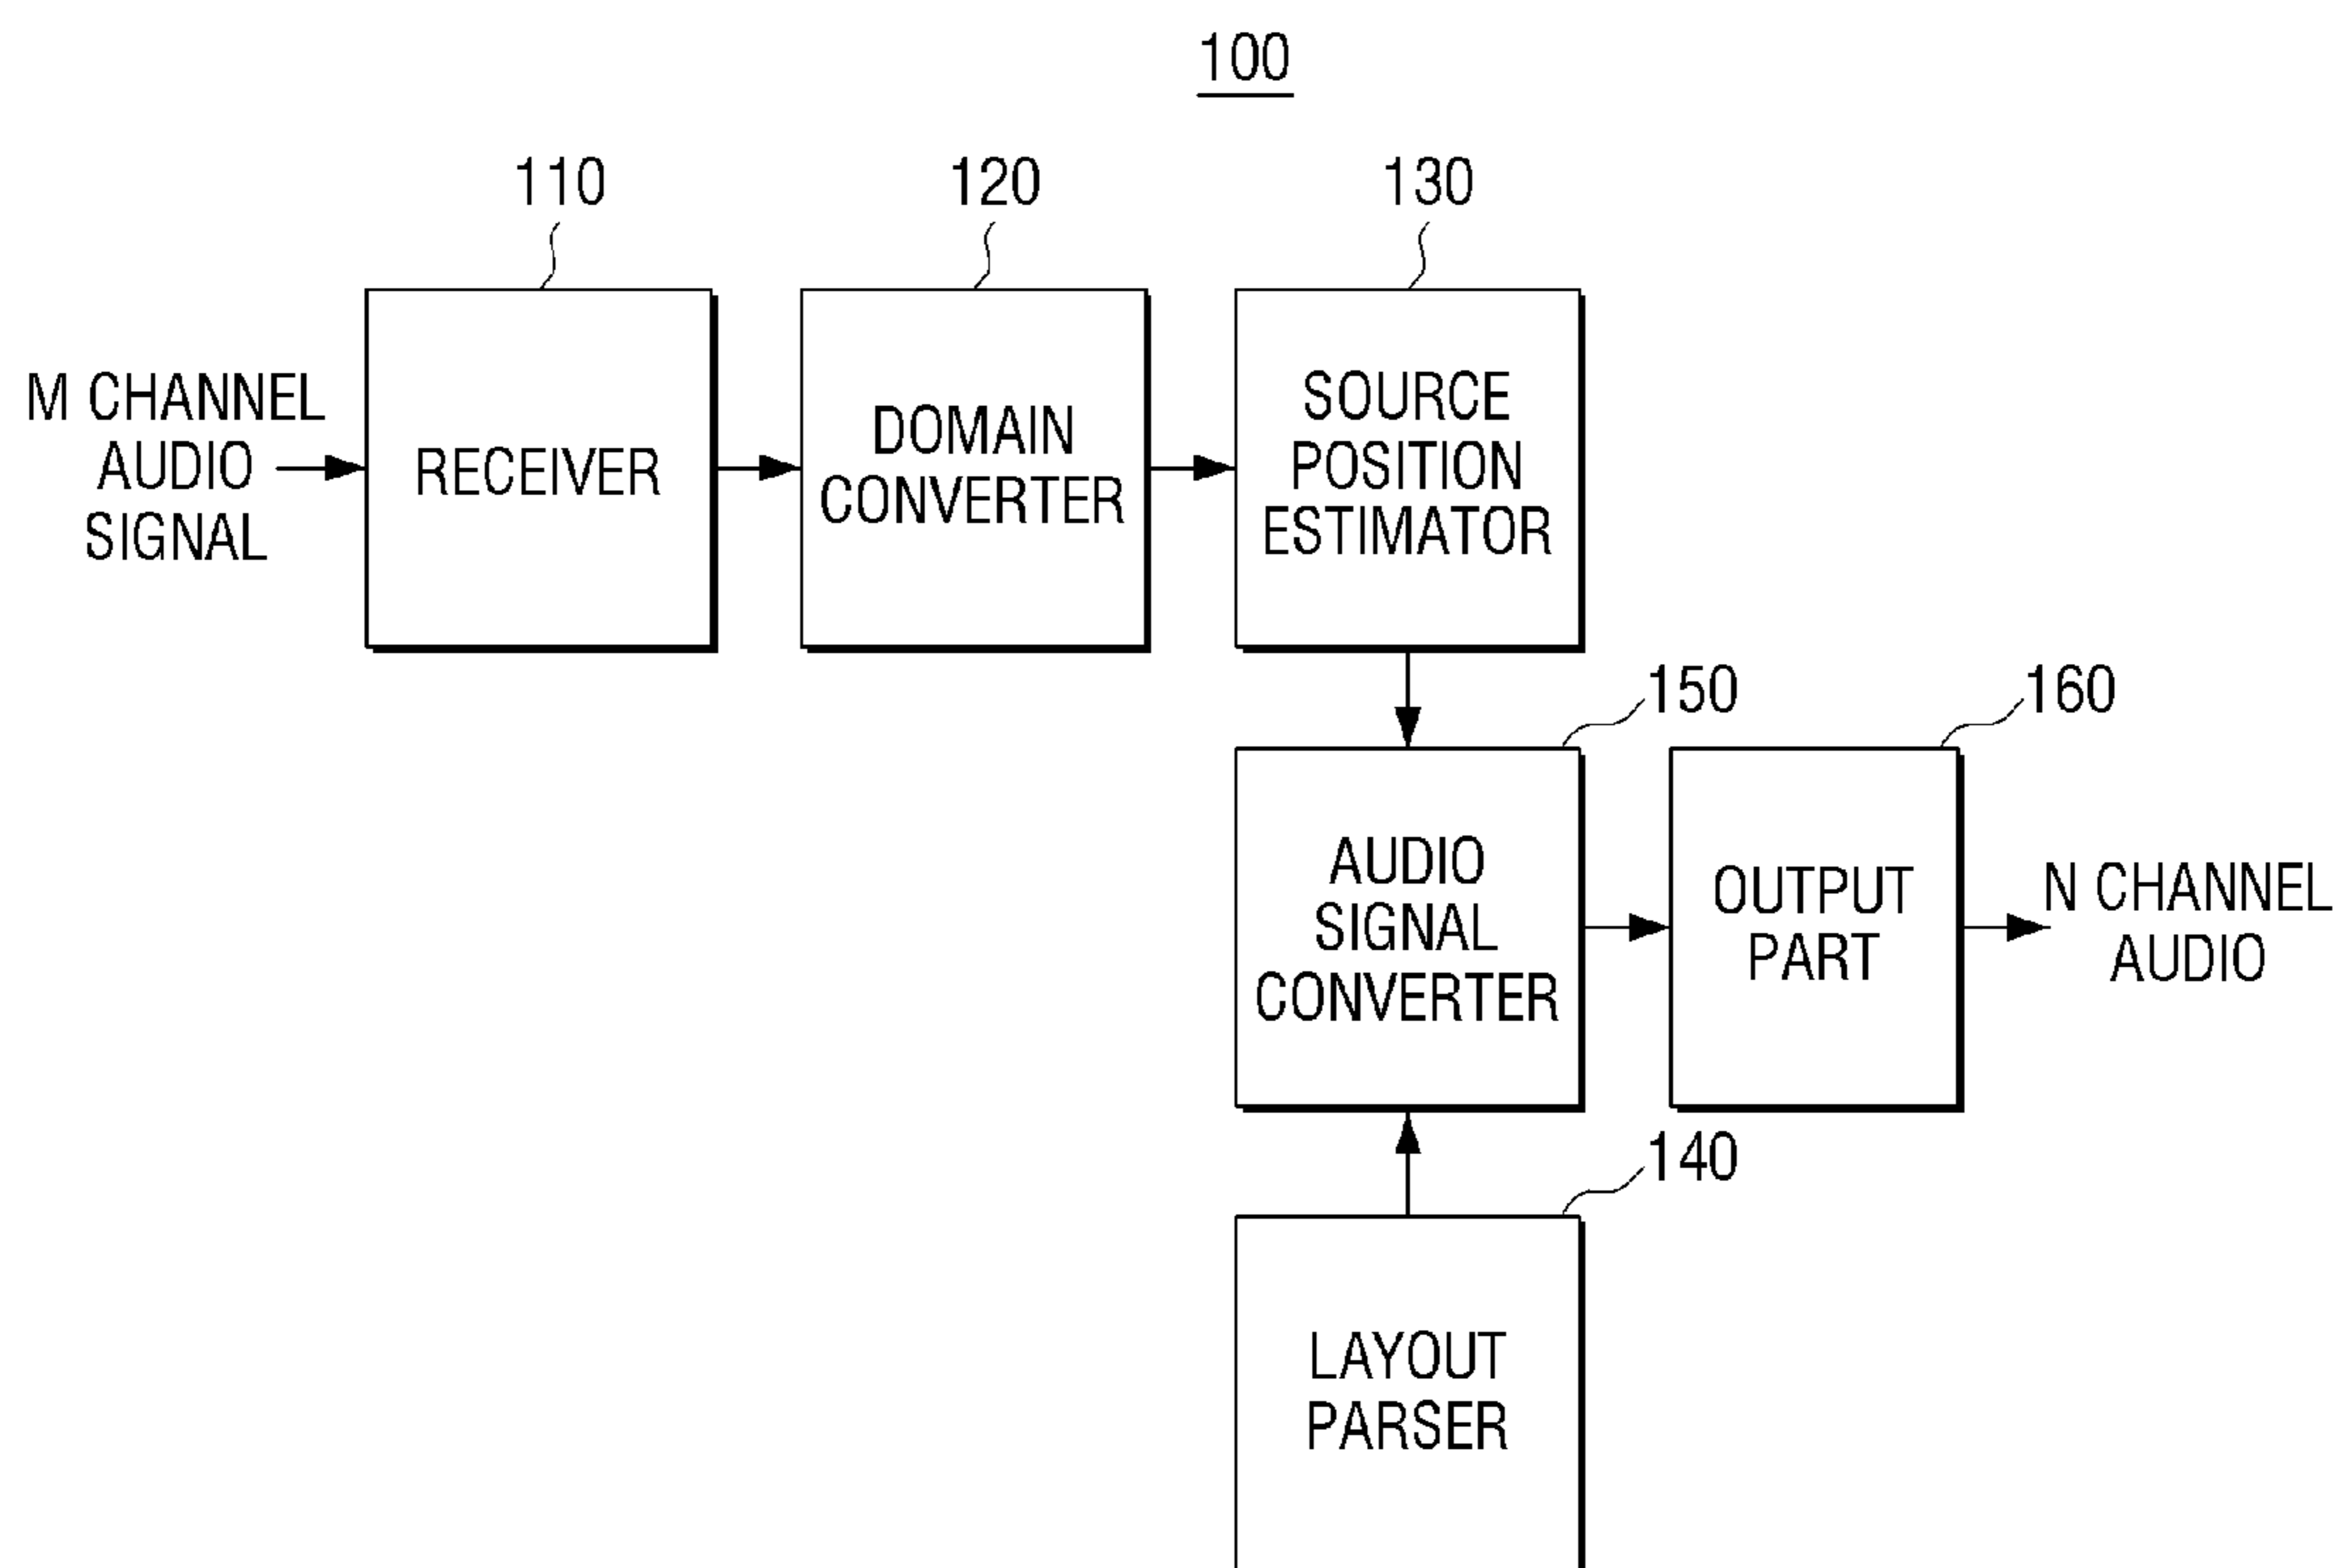 100
110
120
130
M CHANNEL
AUDIO
SIGNAL
RECEIVER
DOMAIN
CONVERTER
SOURCE
POSITION
ESTIMATOR
150
160
AUDIO
SIGNAL
CONVERTER
OUTPUT
PART
N CHANNEL
AUDIO
140
LAYOUT
PARSER